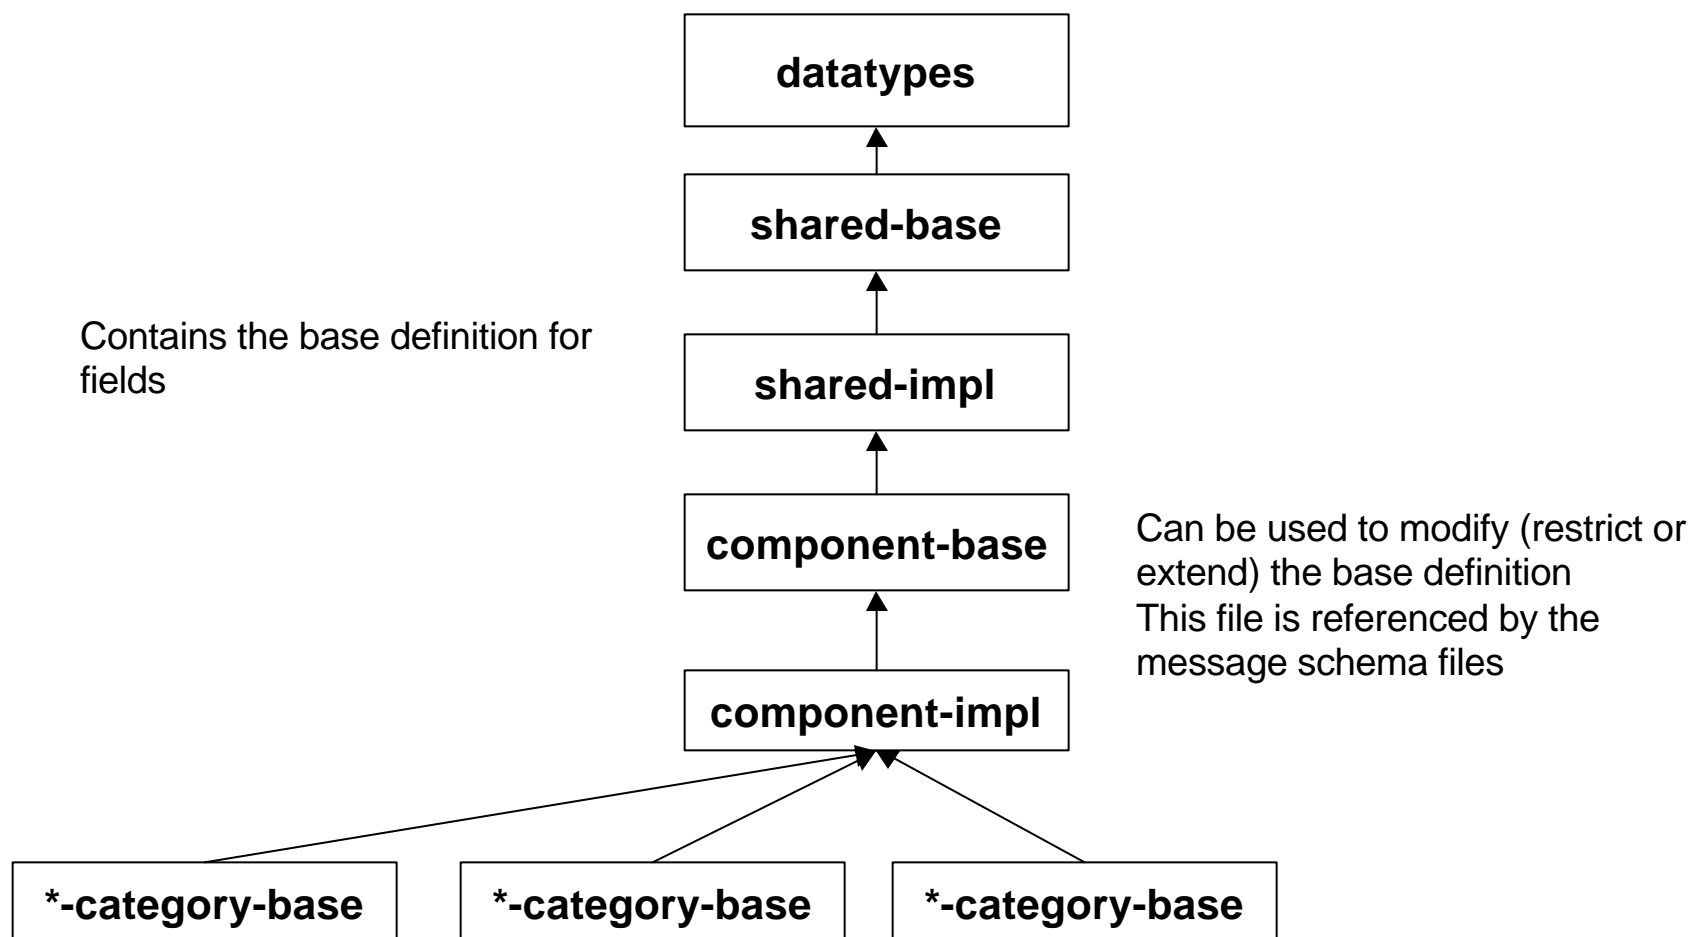 datatypes
shared-base
Contains the base definition for
fields
shared-impl
component-base
Can be used to modify (restrict or
extend) the base definition
This file is referenced by the
message schema files
component-impl
*-category-base
*-category-base
*-category-base